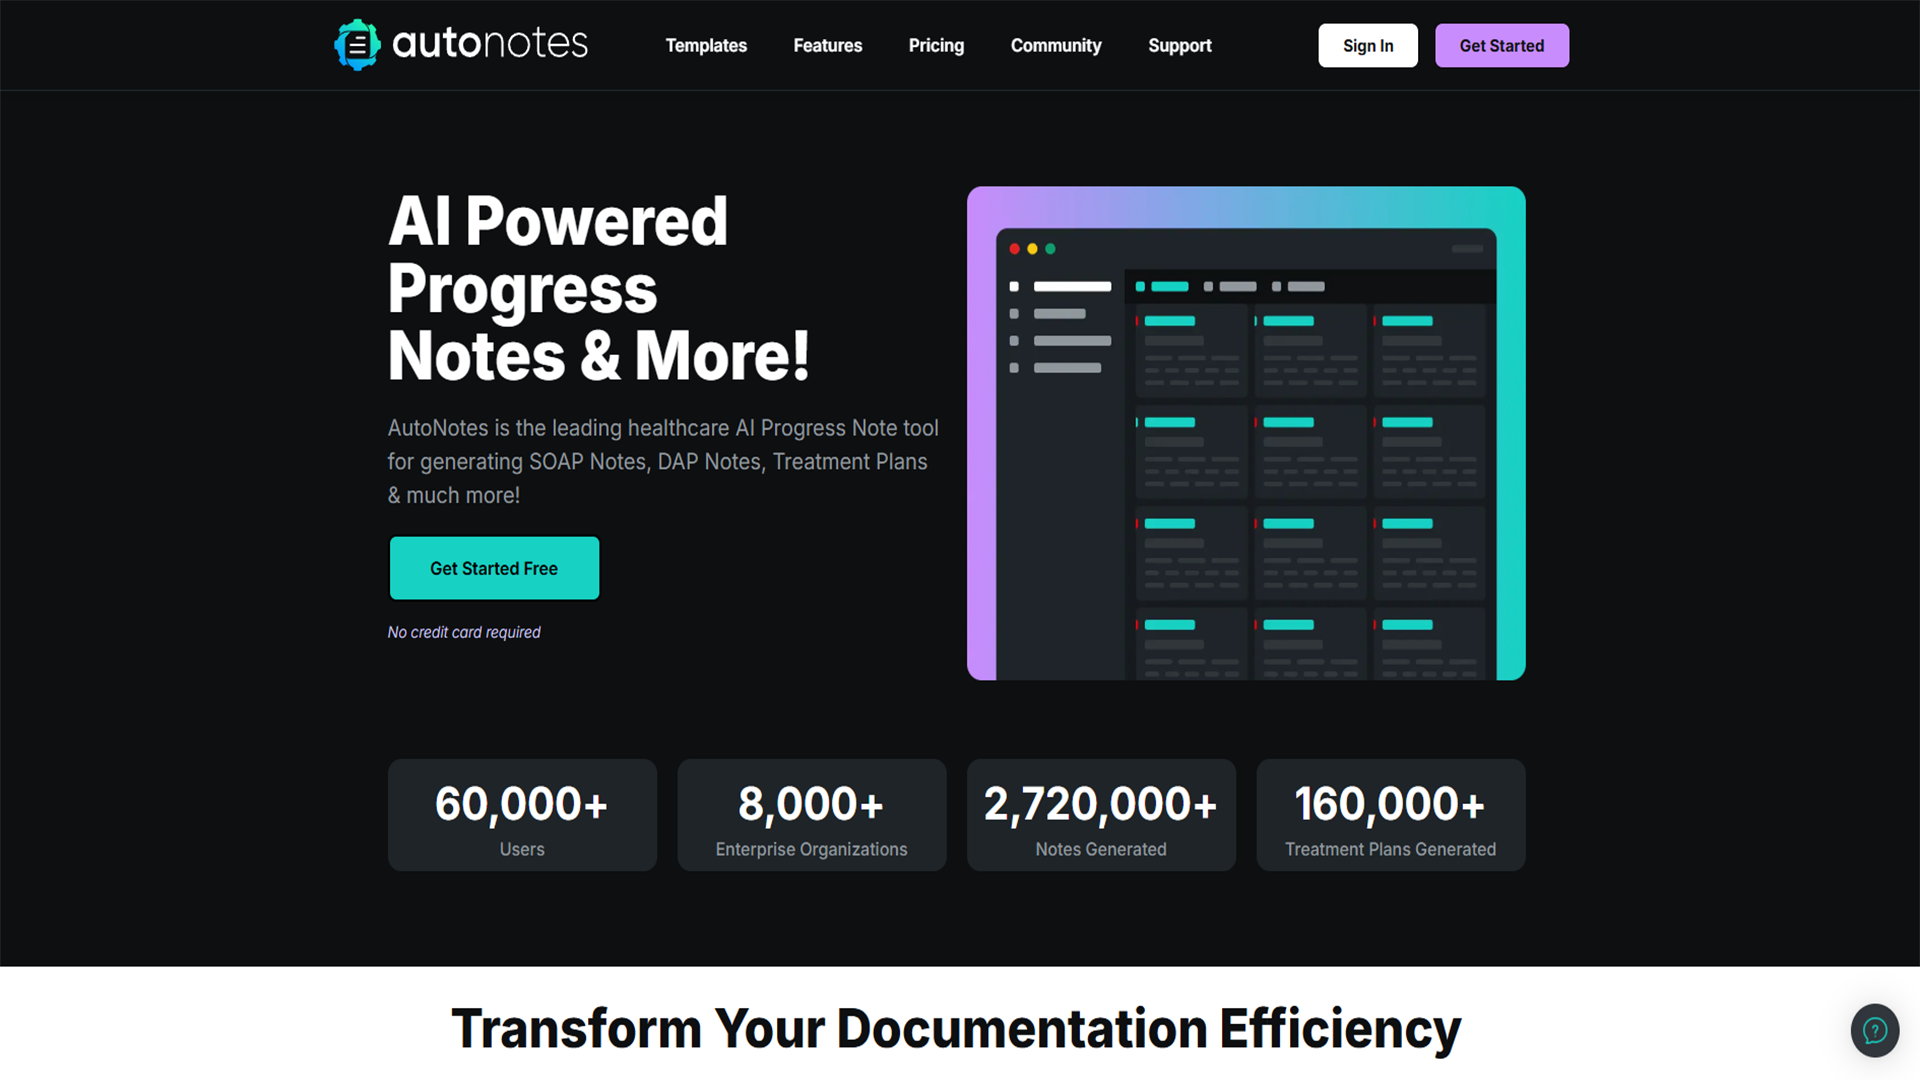 autonotes
Templates
Features
Pricing
Community
Support
Sign In
Get Started
AI Powered
Progress
Notes & More!
AutoNotes is the leading healthcare AI Progress Note tool
for generating SOAP Notes, DAP Notes, Treatment Plans
& much more!
Get Started Free
No credit card required
60,000+
Users
8,000+
Enterprise Organizations
2,720,000+
Notes Generated
160,000+
Treatment Plans Generated
Transform Your Documentation Efficiency
?